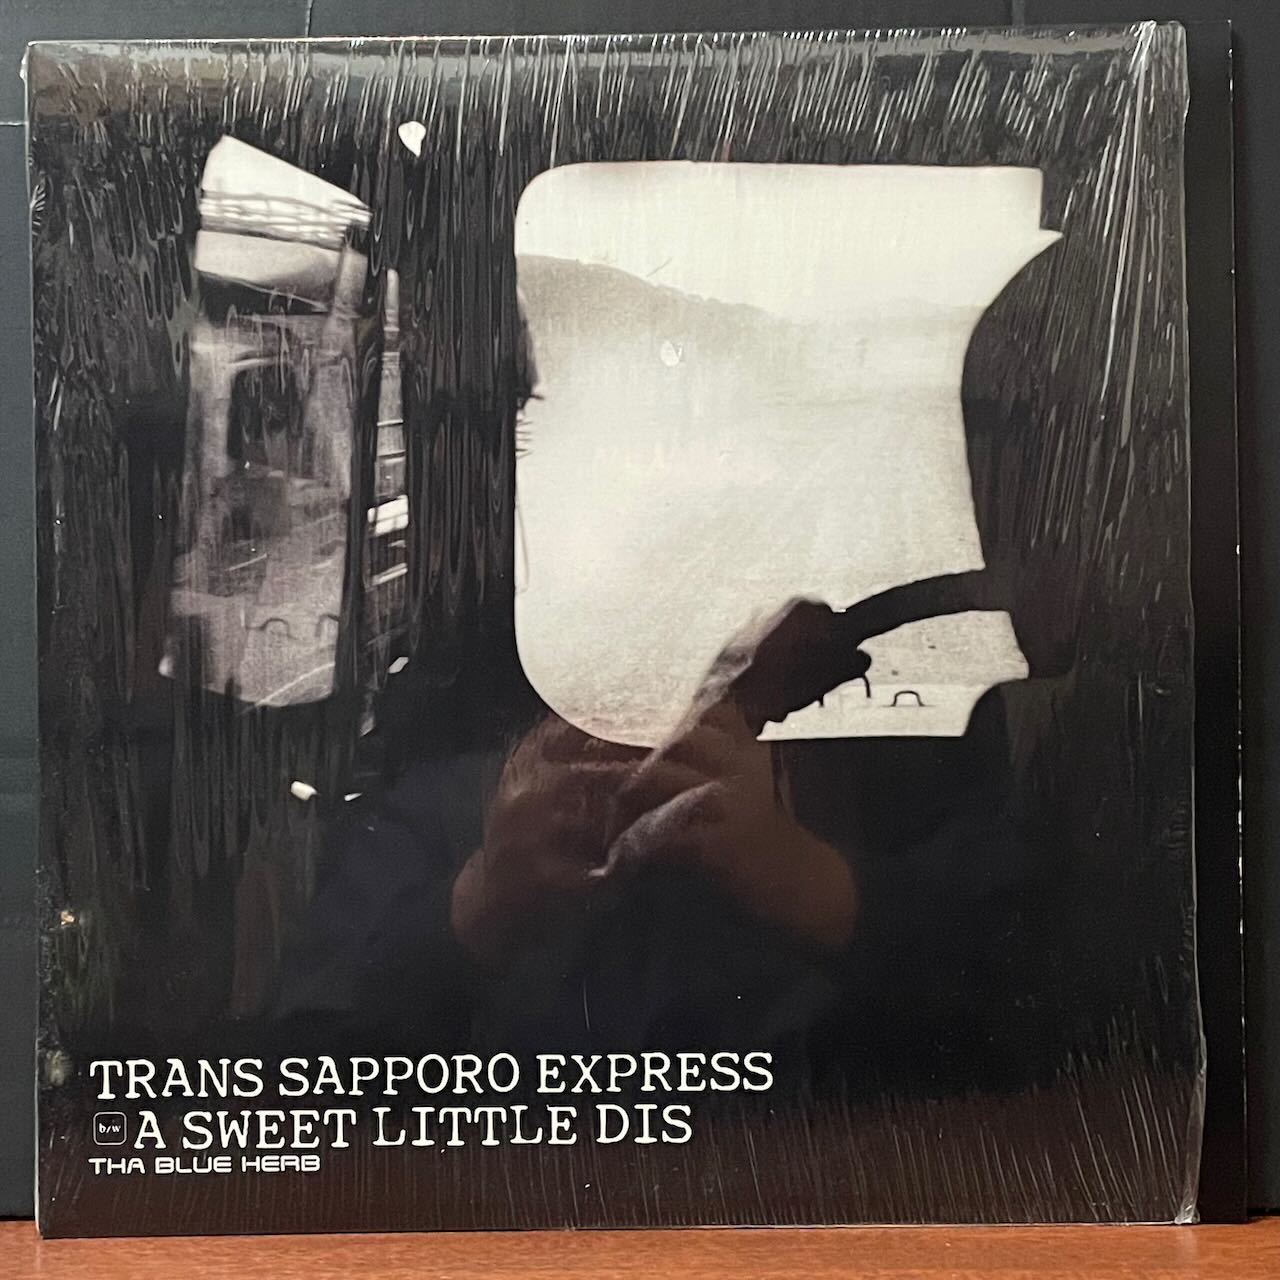 TRANS SAPPORO EXPRESS
b/w A SWEET LITTLE DIS
THA BLUE HERB